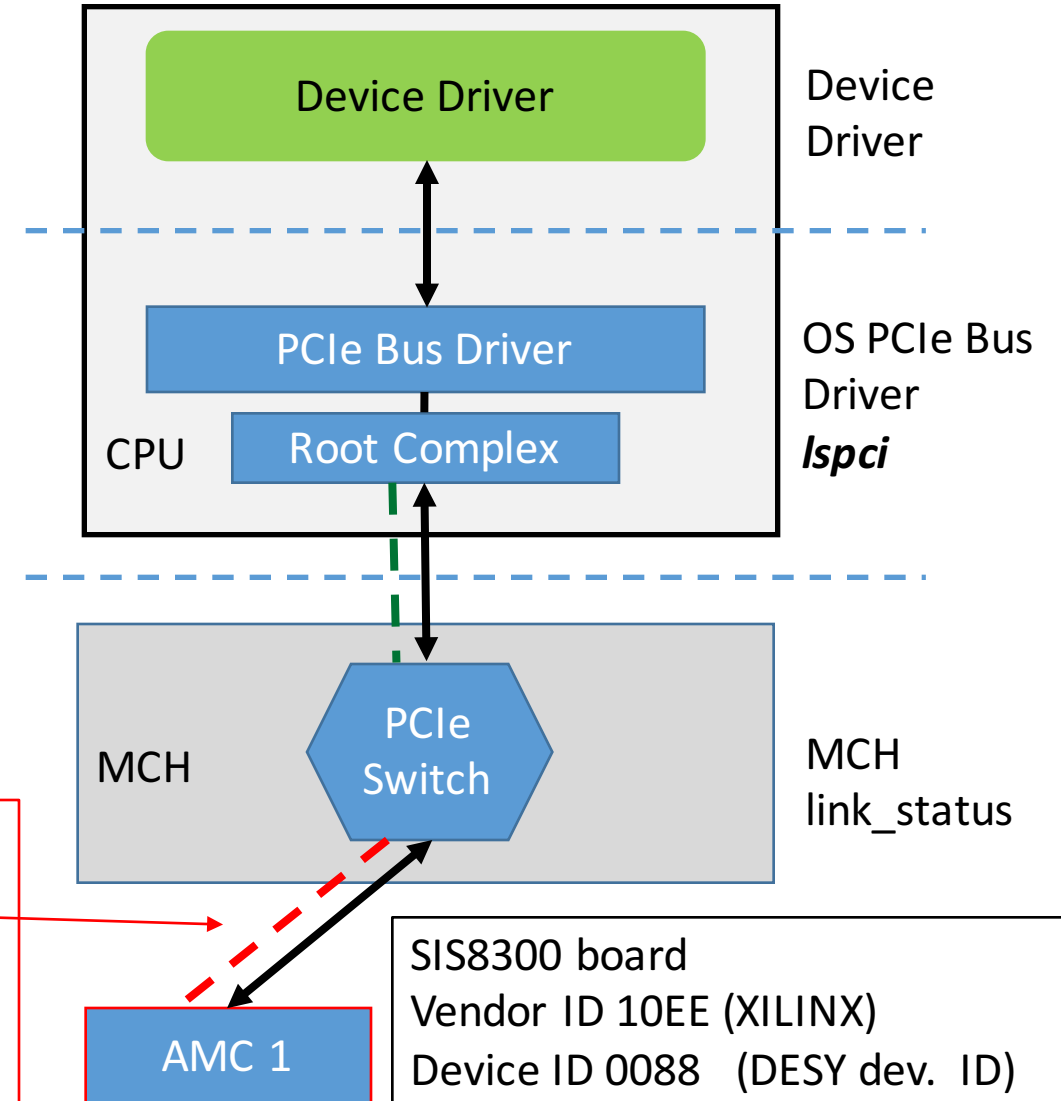 Device Driver
Device
Driver
PCIe Bus Driver
OS PCIe Bus
Driver
lspci
CPU
Root Complex
PCIe
Switch
MCH
MCH
link_status
SIS8300 board
Vendor ID 10EE (XILINX)
Device ID 0088 (DESY dev. ID)
AMC 1